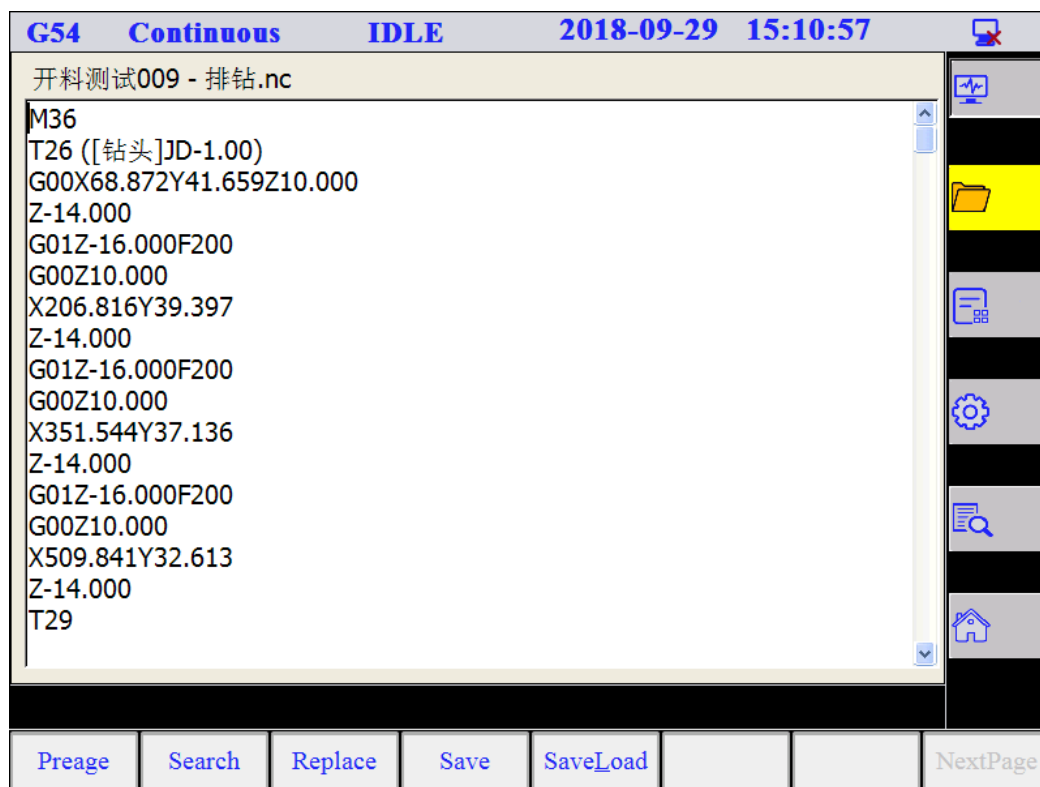 G54 Continuous IDLE 2018-09-29 15:10:57
开料测试009 - 排钻.nc
M36
T26 ([钻头]JD-1.00)
G00X68.872Y41.659Z10.000
Z-14.000
G01Z-16.000F200
G00Z10.000
X206.816Y39.397
Z-14.000
G01Z-16.000F200
G00Z10.000
X351.544Y37.136
Z-14.000
G01Z-16.000F200
G00Z10.000
X509.841Y32.613
Z-14.000
T29
Preage Search Replace Save SaveLoad NextPage